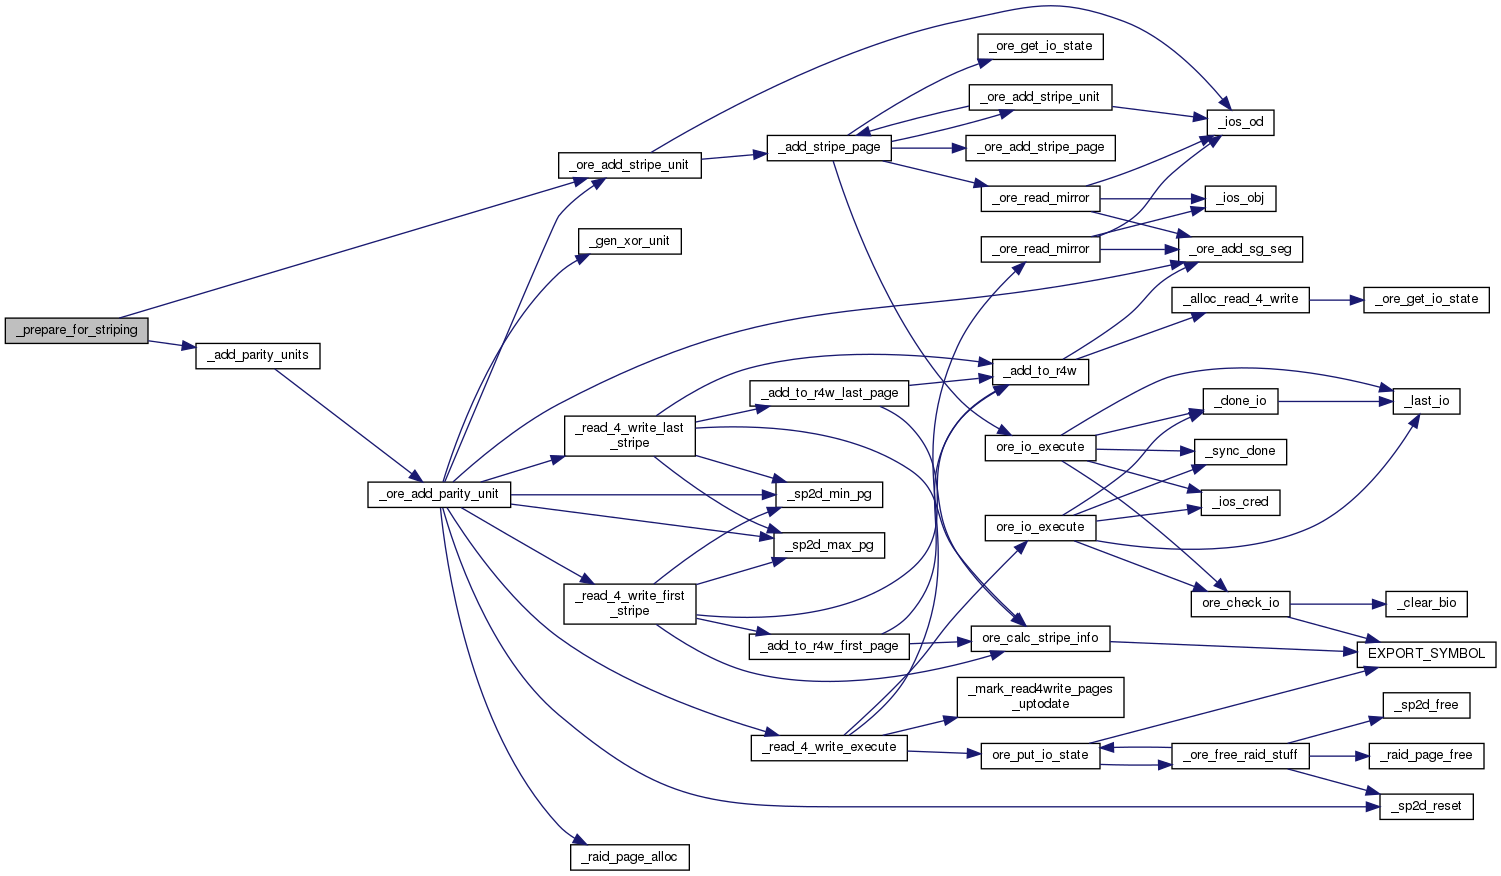 _prepare_for_striping
_add_parity_units
_ore_add_parity_unit
_ore_add_stripe_unit
_gen_xor_unit
_read_4_write_last
_stripe
_read_4_write_first
_stripe
_raid_page_alloc
_add_stripe_page
_add_to_r4w_last_page
_sp2d_min_pg
_sp2d_max_pg
_add_to_r4w_first_page
_read_4_write_execute
_ore_get_io_state
_ore_add_stripe_unit
_ore_add_stripe_page
_ore_read_mirror
_ore_read_mirror
_add_to_r4w
ore_io_execute
ore_io_execute
ore_calc_stripe_info
_mark_read4write_pages
_uptodate
ore_put_io_state
_ios_od
_ios_obj
_ore_add_sg_seg
_alloc_read_4_write
_done_io
_sync_done
_ios_cred
ore_check_io
_ore_free_raid_stuff
_ore_get_io_state
_last_io
_clear_bio
EXPORT_SYMBOL
_sp2d_free
_raid_page_free
_sp2d_reset